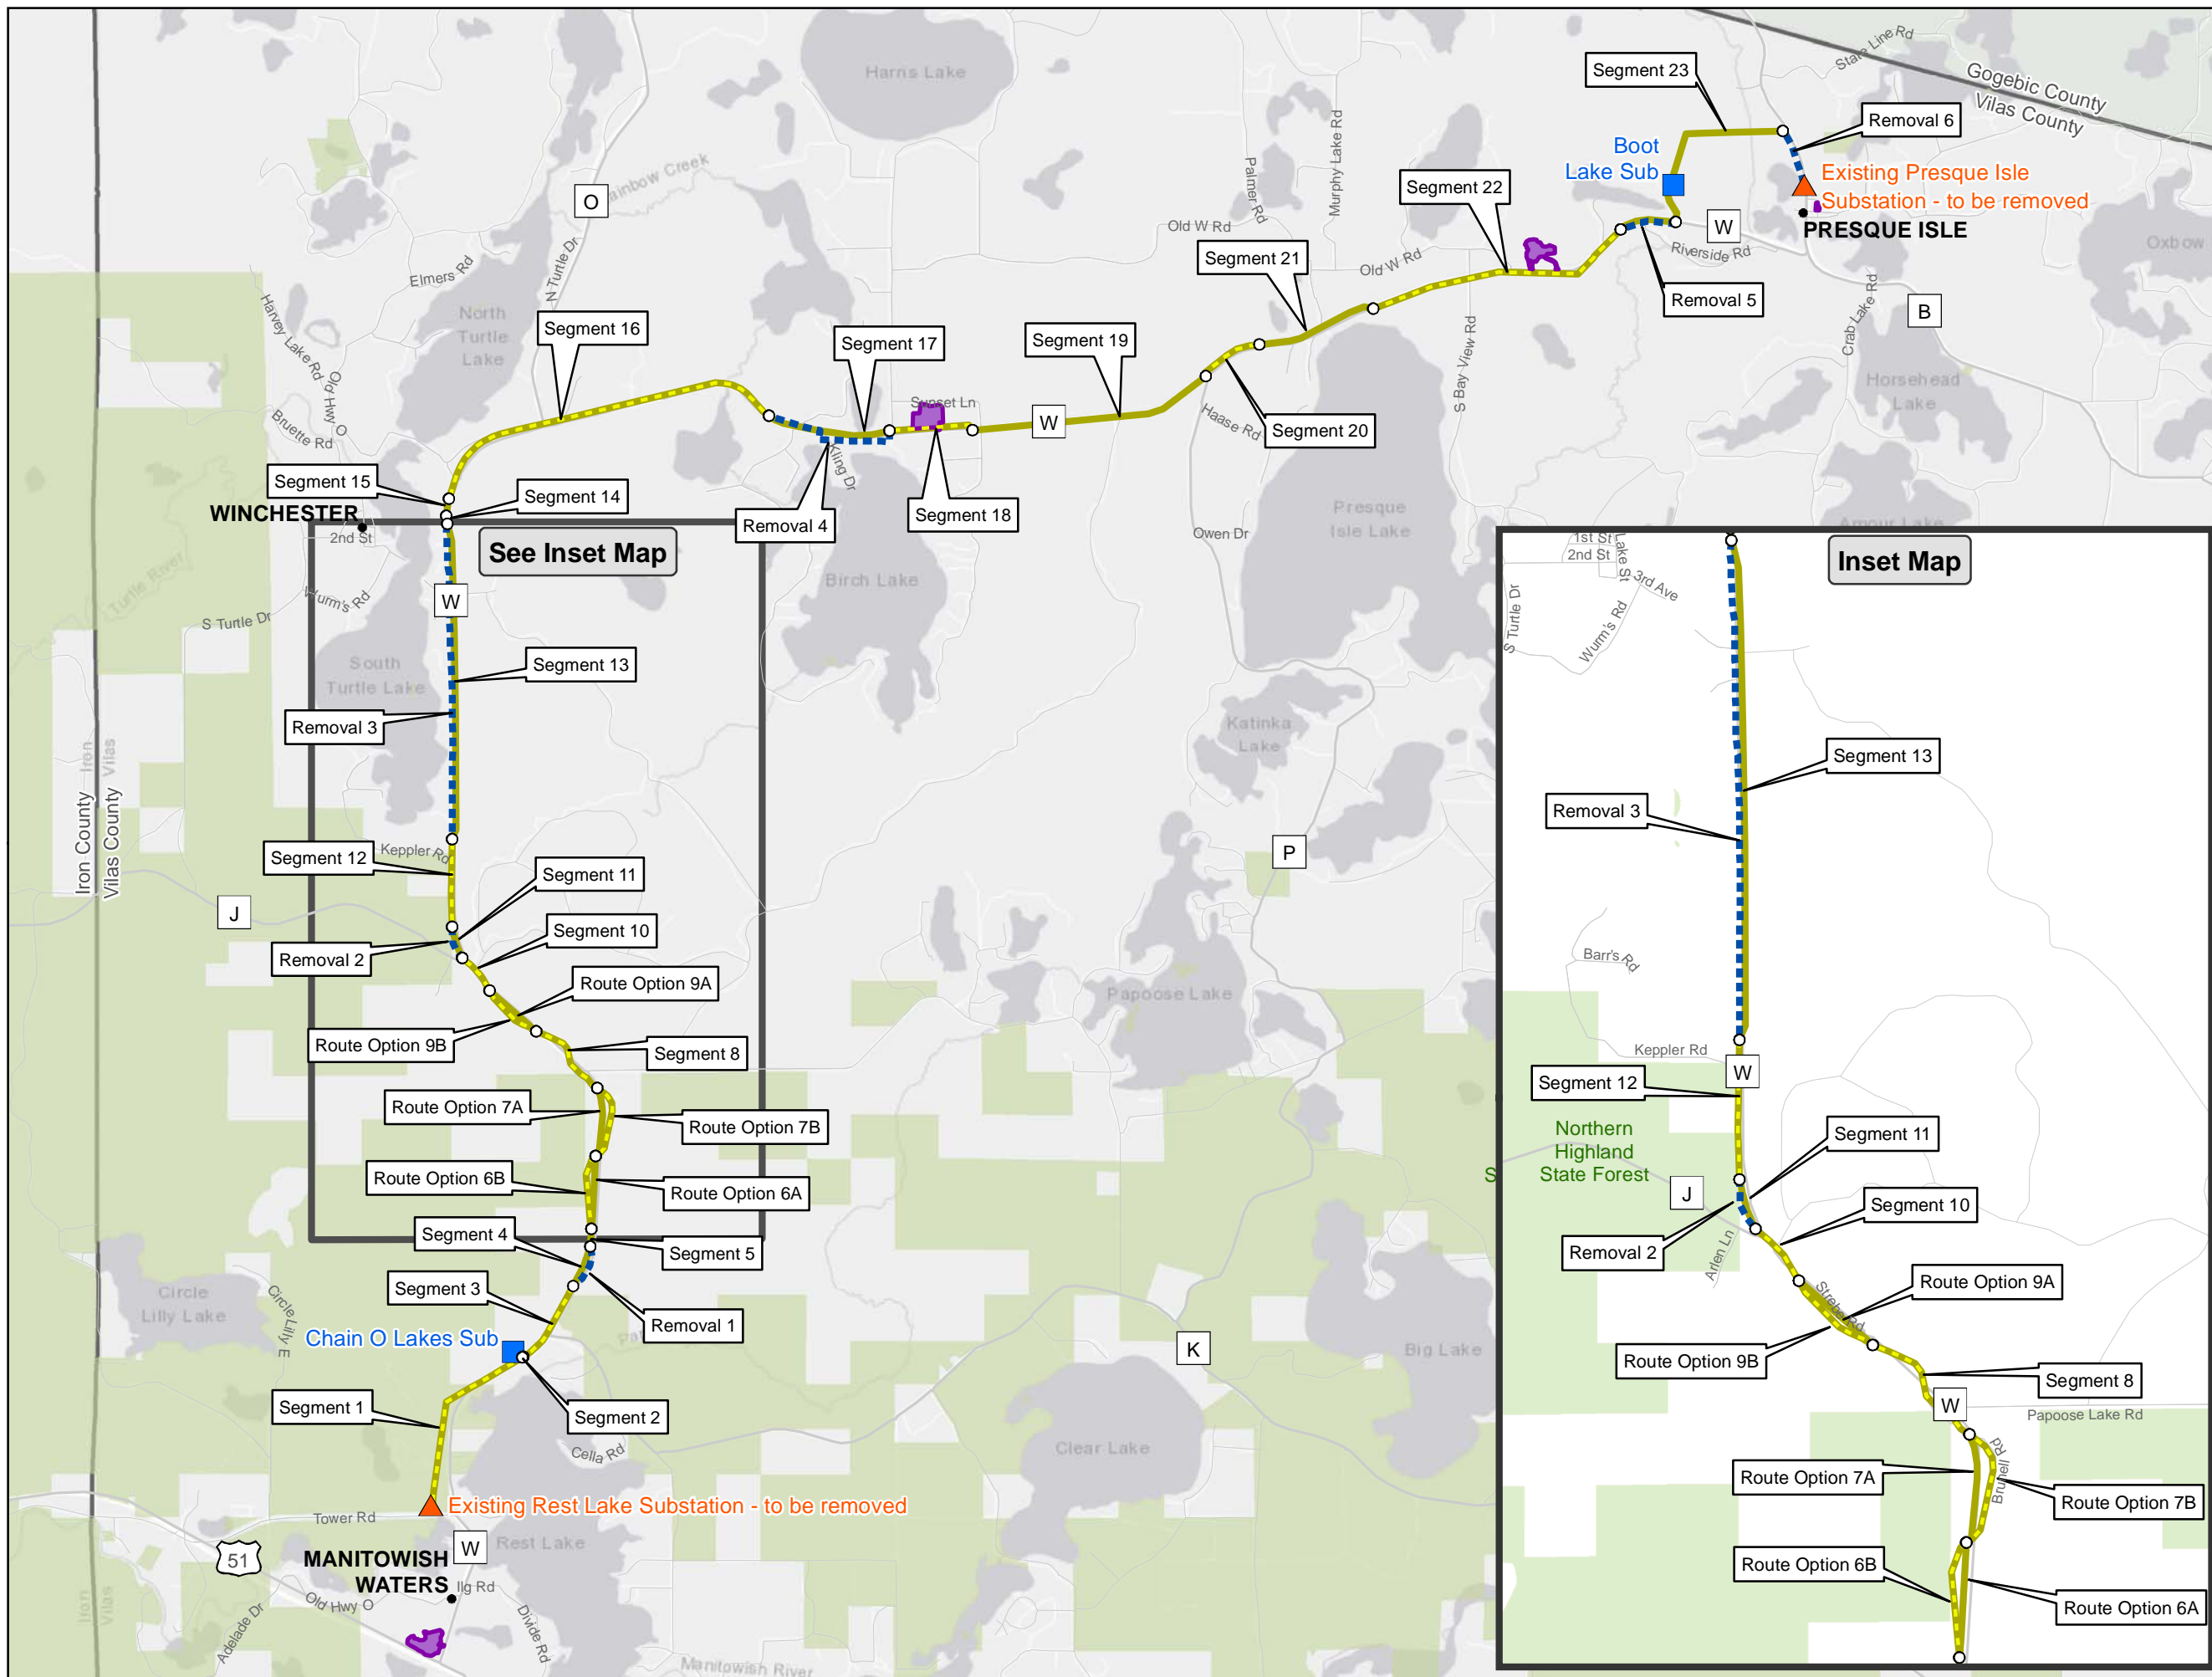 Harris Lake
State Line Rd
Gogebic County
Vilas County
Segment 23
Removal 6
Boot
Lake Sub
Existing Presque Isle
Substation - to be removed
PRESQUE ISLE
W
Riverside Rd
Oxbow
Palmer Rd
Murphy Lake Rd
Segment 22
Old W Rd
Segment 21
Old W Rd
Removal 5
B
Crab Lake Rd
Horsehead
Lake
O
Rainbow Creek
Elmers Rd
N Turtle Dr
North
Turtle
Lake
Harvey Lake Rd
Old Hwy O
Bruette Rd
Segment 16
Segment 17
Sunset Ln
Segment 19
W
Haase Rd
Segment 20
S Bay View Rd
Segment 15
Segment 14
WINCHESTER
2nd St
See Inset Map
Kling Dr
Removal 4
Segment 18
Owen Dr
Presque
Isle Lake
Amour Lake
Birch Lake
Turtle River
Wurm's Rd
W
S Turtle Dr
South
Turtle Lake
Segment 13
Removal 3
Katinka
Lake
Iron
Vilas
Iron County
Vilas County
Segment 12
Keppler Rd
Segment 11
P
J
Segment 10
Removal 2
Route Option 9A
Papoose Lake
Route Option 9B
Segment 8
Route Option 7A
Route Option 7B
Route Option 6B
Route Option 6A
Segment 4
Segment 5
Segment 3
Removal 1
Circle
Lilly Lake
Circle Lilly E
Chain O Lakes Sub
K
Big Lake
Segment 1
Segment 2
Cella Rd
Clear Lake
Existing Rest Lake Substation - to be removed
Tower Rd
Rest Lake
W
51
MANITOWISH
WATERS
Ilg Rd
Old Hwy O
Adelade Dr
Divide Rd
Iron
Vilas
Manitowish River
Inset Map
1st St
2nd St
Lake St
3rd Ave
S Turtle Dr
Wurm's Rd
Segment 13
Removal 3
Barr's Rd
Keppler Rd
W
Segment 12
Northern
Highland
State Forest
S
Segment 11
J
Segment 10
Removal 2
Arlen Ln
Route Option 9A
Route Option 9B
Segment 8
W
Papoose Lake Rd
Route Option 7A
Rd
Route Option 7B
Route Option 6B
Route Option 6A